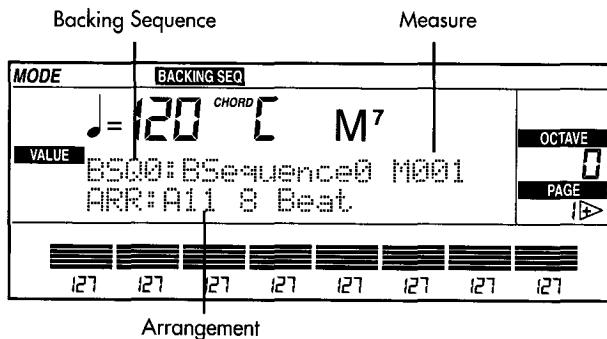 Backing Sequence Measure
MODE BACKING SEQ
♩= 120 CHORD C M7
OCTAVE
0
VALUE
BS00:BSequence0 M001
ARR:A11 8 Beat
PAGE
1+
127 127 127 127 127 127 127 127
Arrangement